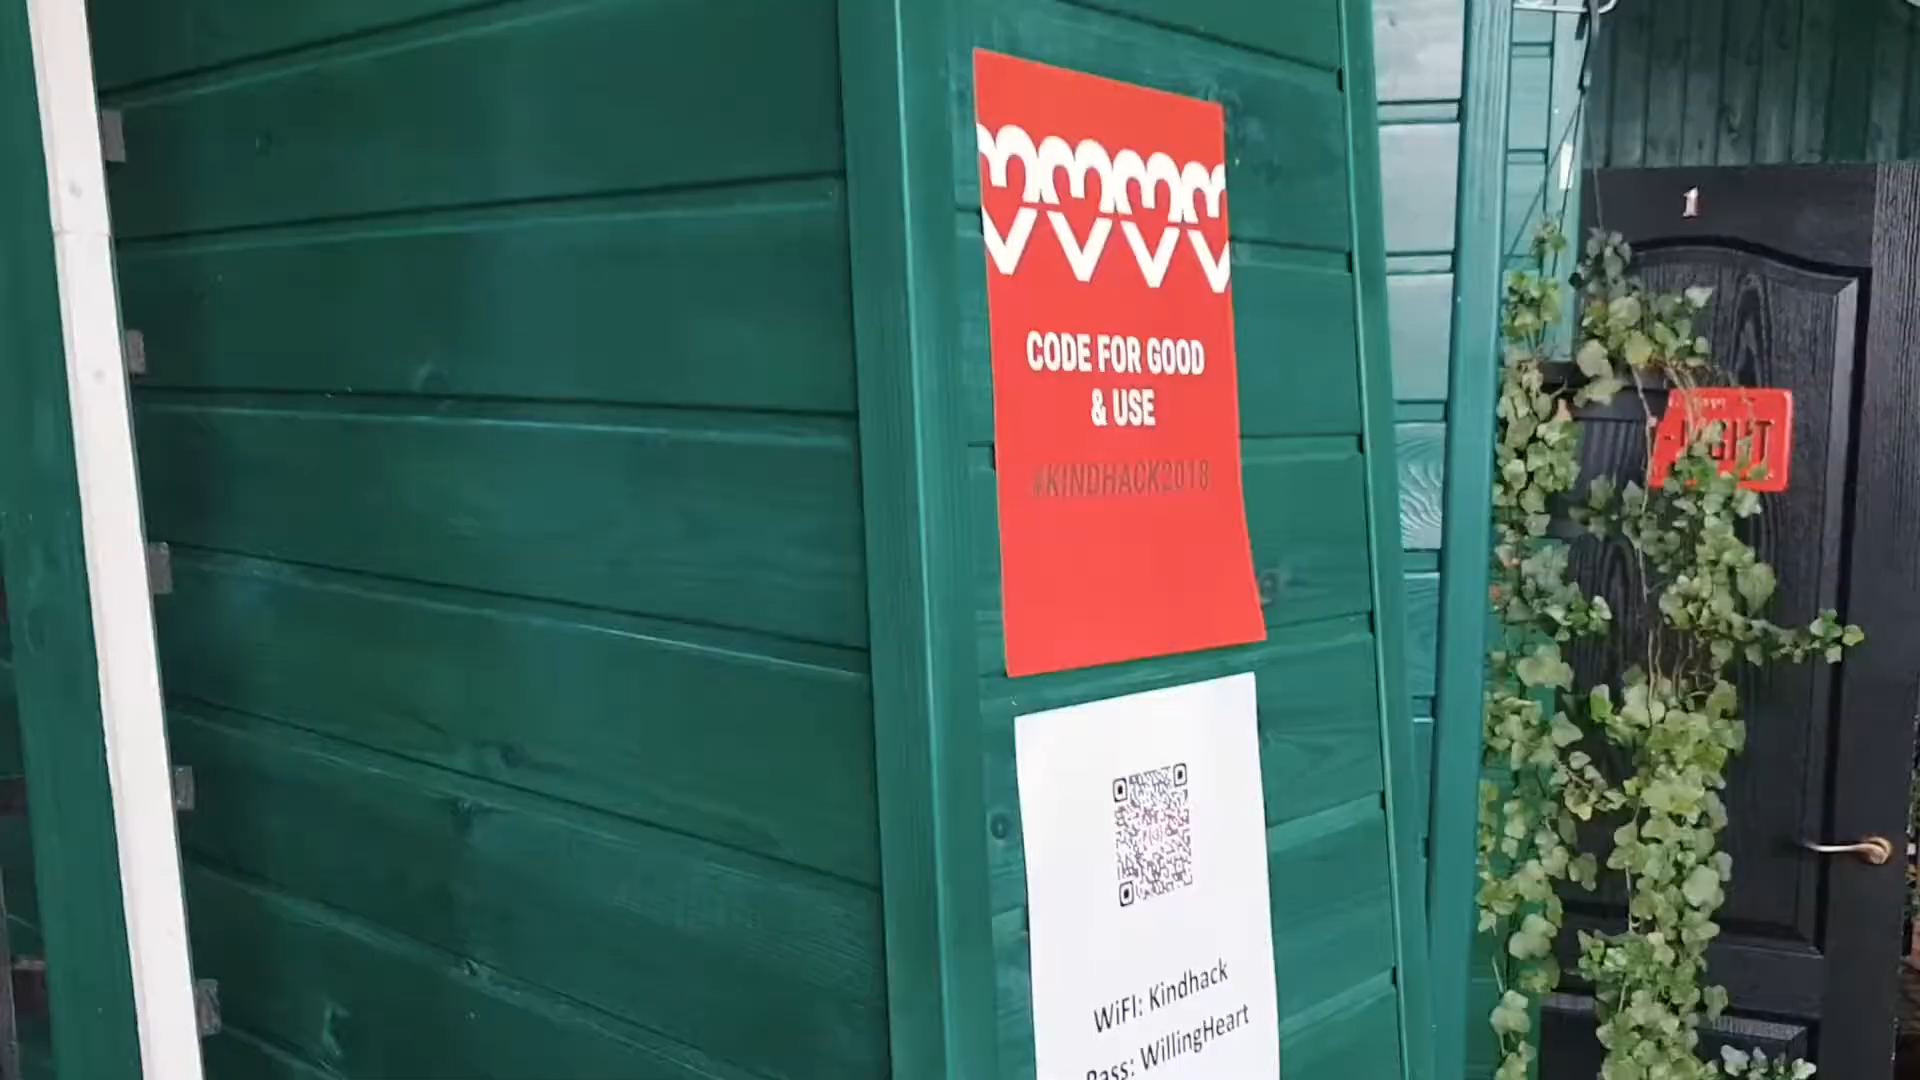 CODE FOR GOOD
& USE
#KINDHACK2018
WiFI: Kindhack
Pass: WillingHeart
1